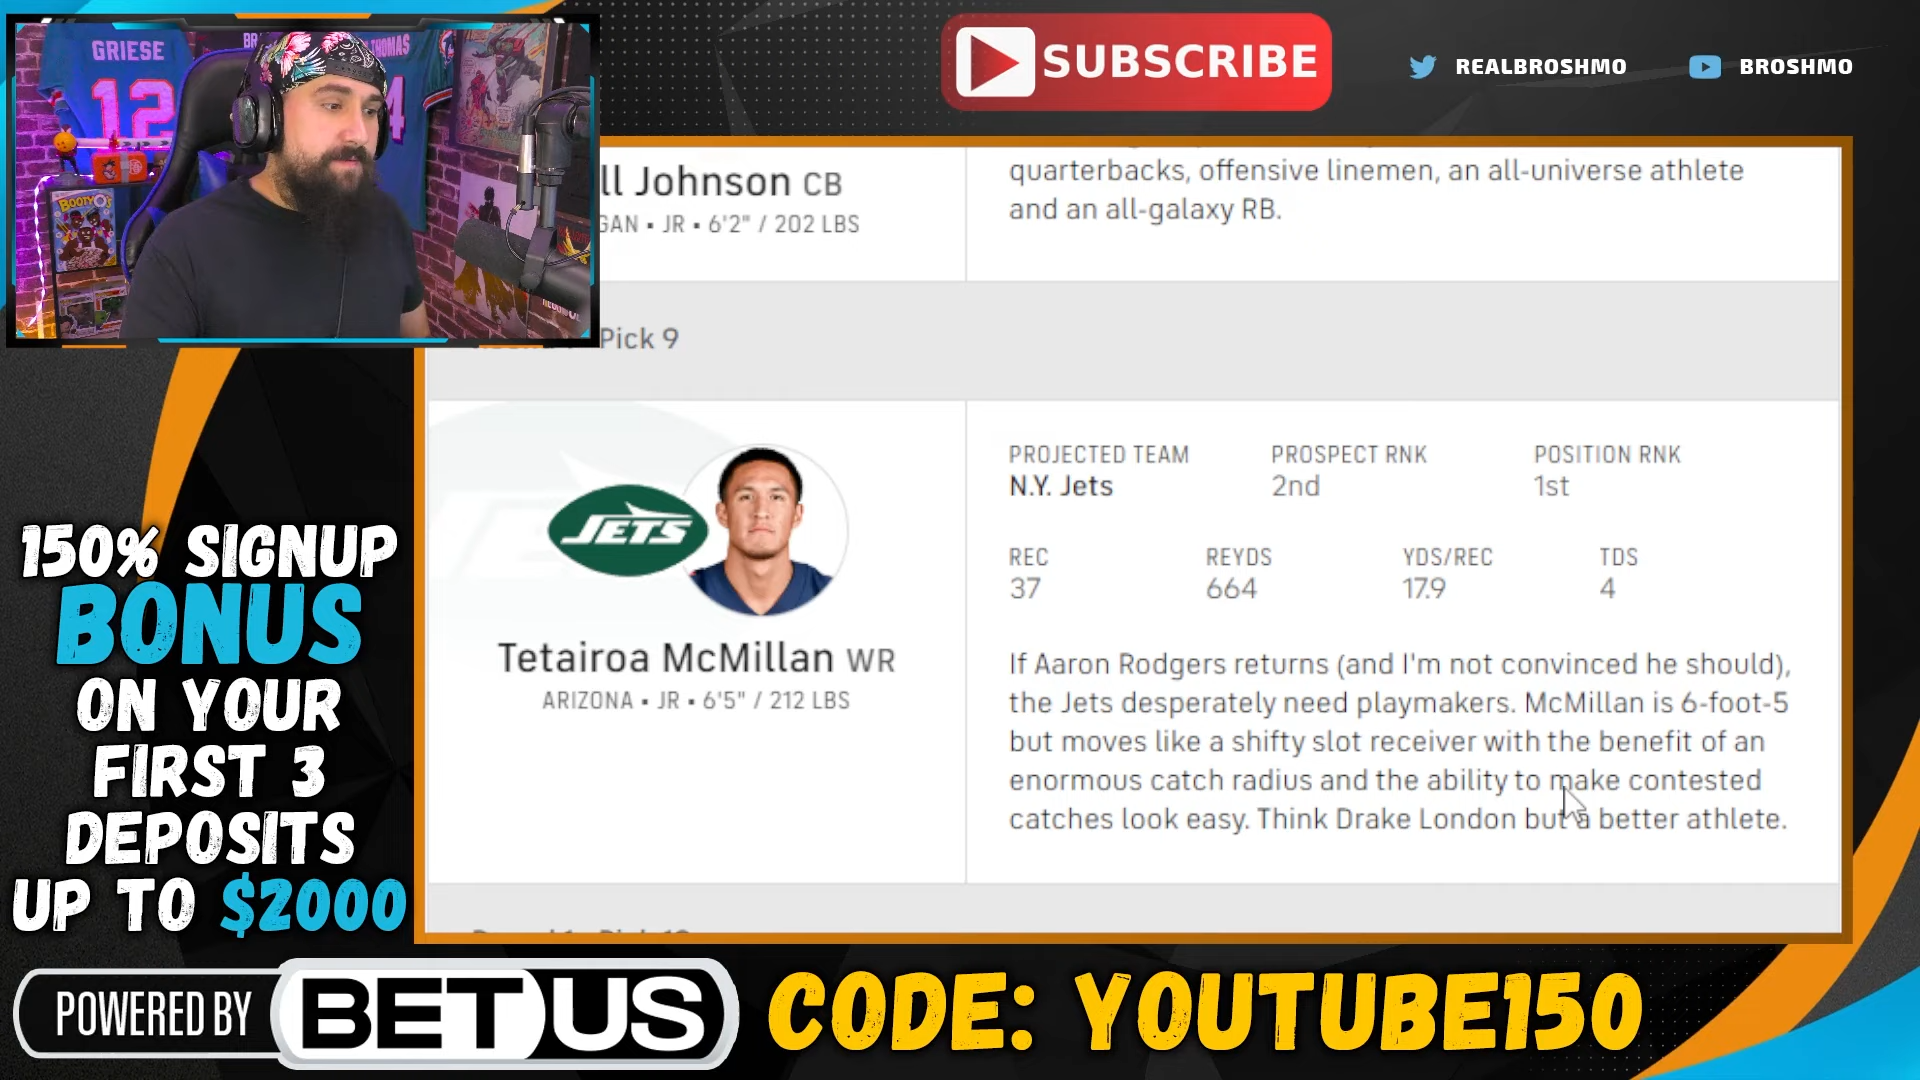 GRIESE
12
THOMAS
4
BOOTY O's
SUBSCRIBE
REALBROSHMO
BROSHMO
quarterbacks, offensive linemen, an all-universe athlete
and an all-galaxy RB.
ll Johnson CB
GAN • JR • 6'2" / 202 LBS
Pick 9
JETS
Tetairoa McMillan WR
ARIZONA • JR • 6'5" / 212 LBS
PROJECTED TEAM PROSPECT RNK POSITION RNK
N.Y. Jets 2nd 1st
REC REYDS YDS/REC TDS
37 664 17.9 4
If Aaron Rodgers returns (and I'm not convinced he should),
the Jets desperately need playmakers. McMillan is 6-foot-5
but moves like a shifty slot receiver with the benefit of an
enormous catch radius and the ability to make contested
catches look easy. Think Drake London but a better athlete.
150% SIGNUP
BONUS
ON YOUR
FIRST 3
DEPOSITS
UP TO $2000
POWERED BY BETUS
CODE: YOUTUBE150